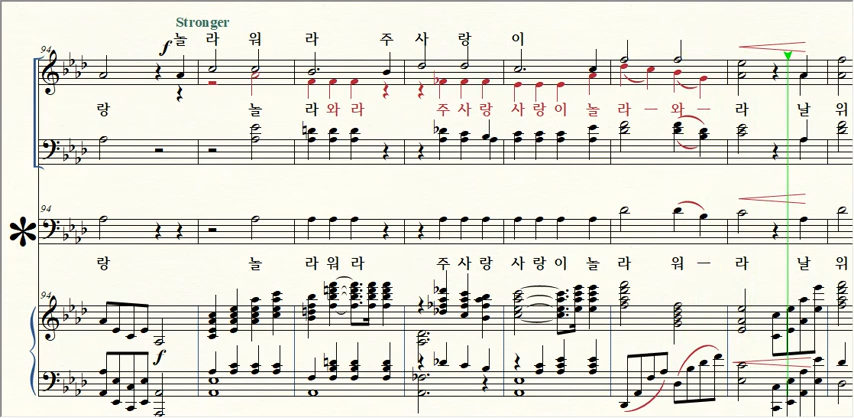 Stronger
f 놀 라 워 라 주 사 랑 이
94
랑 놀 라 와 라 주 사 랑 사 랑 이 놀 라 ㅡ 와 ㅡ 라 날 위
94
랑 놀 라 워 라 주 사 랑 사 랑 이 놀 라 워 ㅡ 라 날 위
94
f